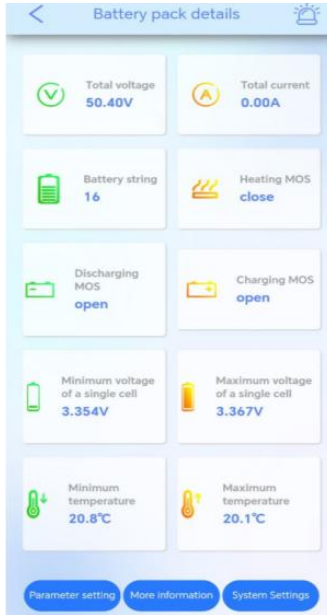 Battery pack details
Total voltage
50.40V
Total current
0.00A
Battery string
16
Heating MOS
close
Discharging
MOS
open
Charging MOS
open
Minimum voltage
of a single cell
3.354V
Maximum voltage
of a single cell
3.367V
Minimum
temperature
20.8℃
Maximum
temperature
20.1℃
Parameter setting
More information
System Settings